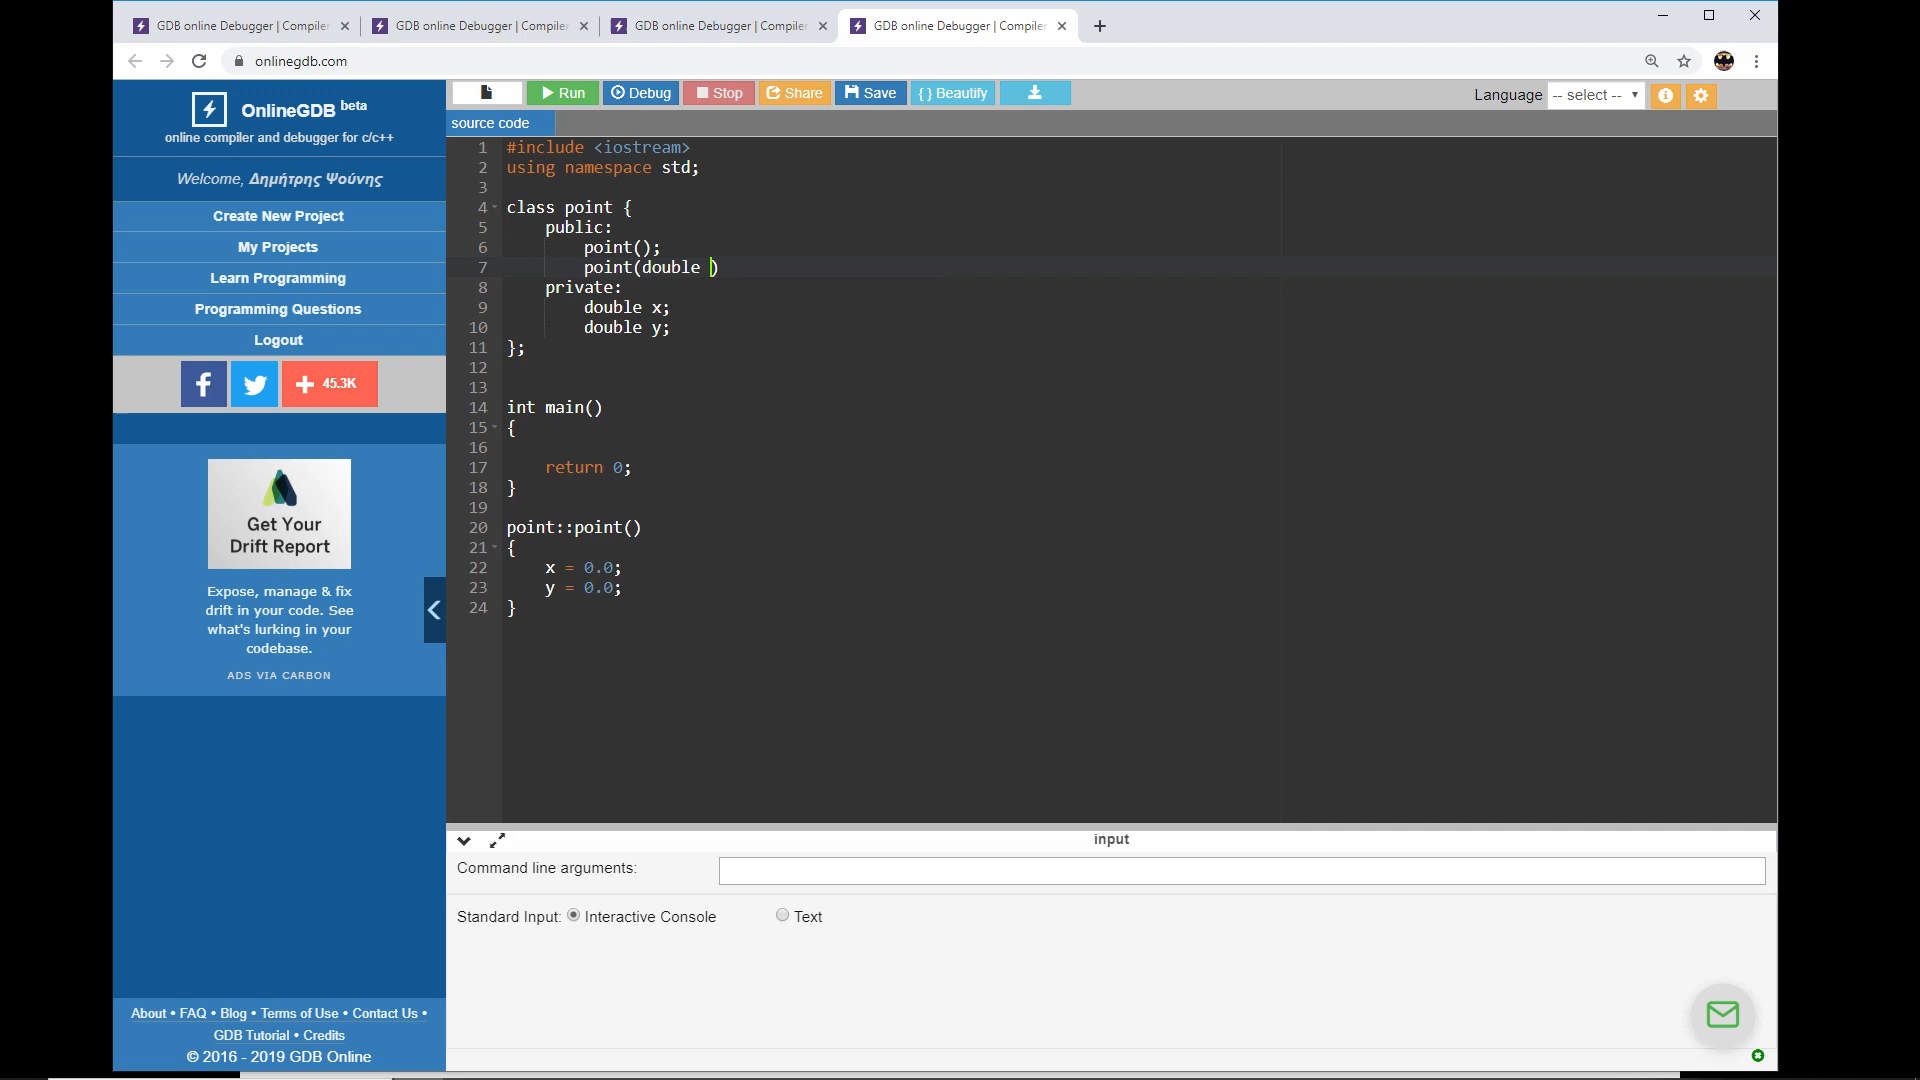 GDB online Debugger | Compiler
GDB online Debugger | Compiler
GDB online Debugger | Compiler
GDB online Debugger | Compiler
onlinegdb.com
OnlineGDB beta
online compiler and debugger for c/c++
Welcome, Δημήτρης Ψούνης
Create New Project
My Projects
Learn Programming
Programming Questions
Logout
45.3K
Get Your
Drift Report
Expose, manage & fix
drift in your code. See
what's lurking in your
codebase.
ADS VIA CARBON
About • FAQ • Blog • Terms of Use • Contact Us •
GDB Tutorial • Credits
© 2016 - 2019 GDB Online
Run Debug Stop Share Save { } Beautify
Language -- select --
source code
1 #include <iostream>
2 using namespace std;
3
4 class point {
5 public:
6 point();
7 point(double )
8 private:
9 double x;
10 double y;
11 };
12
13
14 int main()
15 {
16
17 return 0;
18 }
19
20 point::point()
21 {
22 x = 0.0;
23 y = 0.0;
24 }
input
Command line arguments:
Standard Input: Interactive Console Text